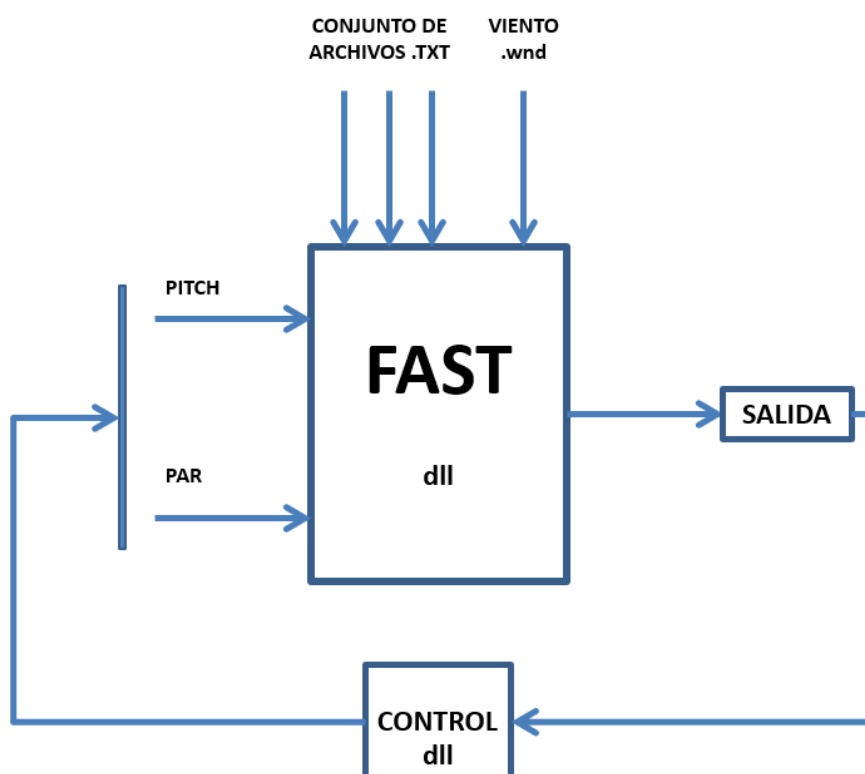 CONJUNTO DE
ARCHIVOS .TXT
VIENTO
.wnd
PITCH
FAST
SALIDA
PAR
dll
CONTROL
dll